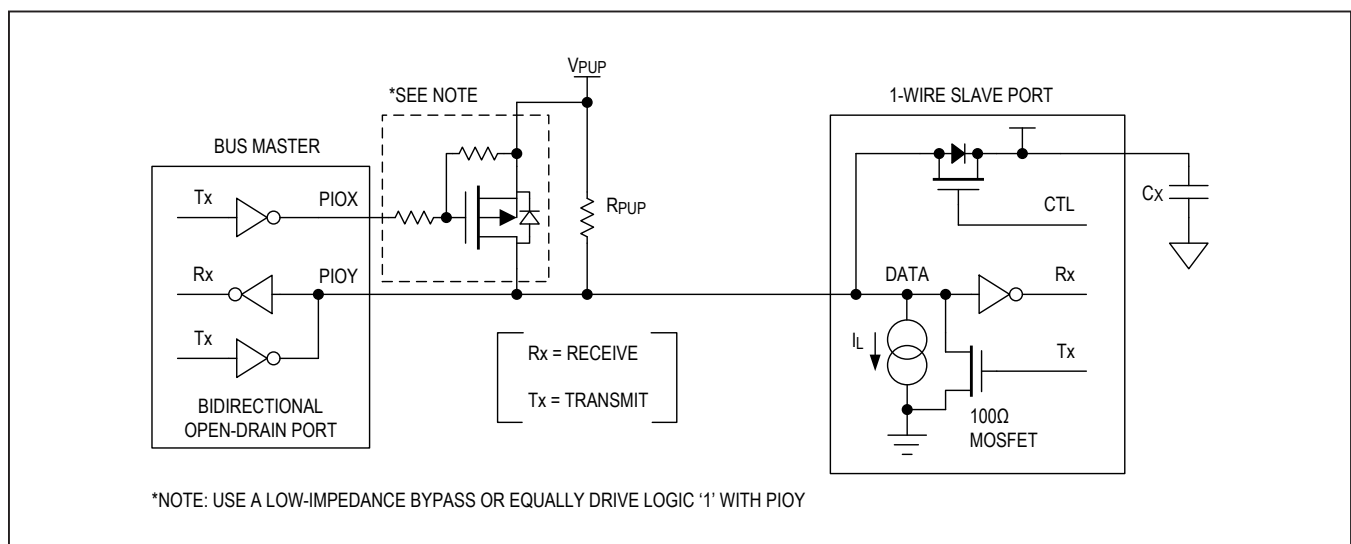 VPUP
*SEE NOTE
1-WIRE SLAVE PORT
BUS MASTER
Tx
PIOX
RPUP
CX
CTL
Rx
PIOY
DATA
Rx
Tx
IL
Tx
Rx = RECEIVE
Tx = TRANSMIT
BIDIRECTIONAL
OPEN-DRAIN PORT
100Ω
MOSFET
*NOTE: USE A LOW-IMPEDANCE BYPASS OR EQUALLY DRIVE LOGIC ‘1’ WITH PIOY